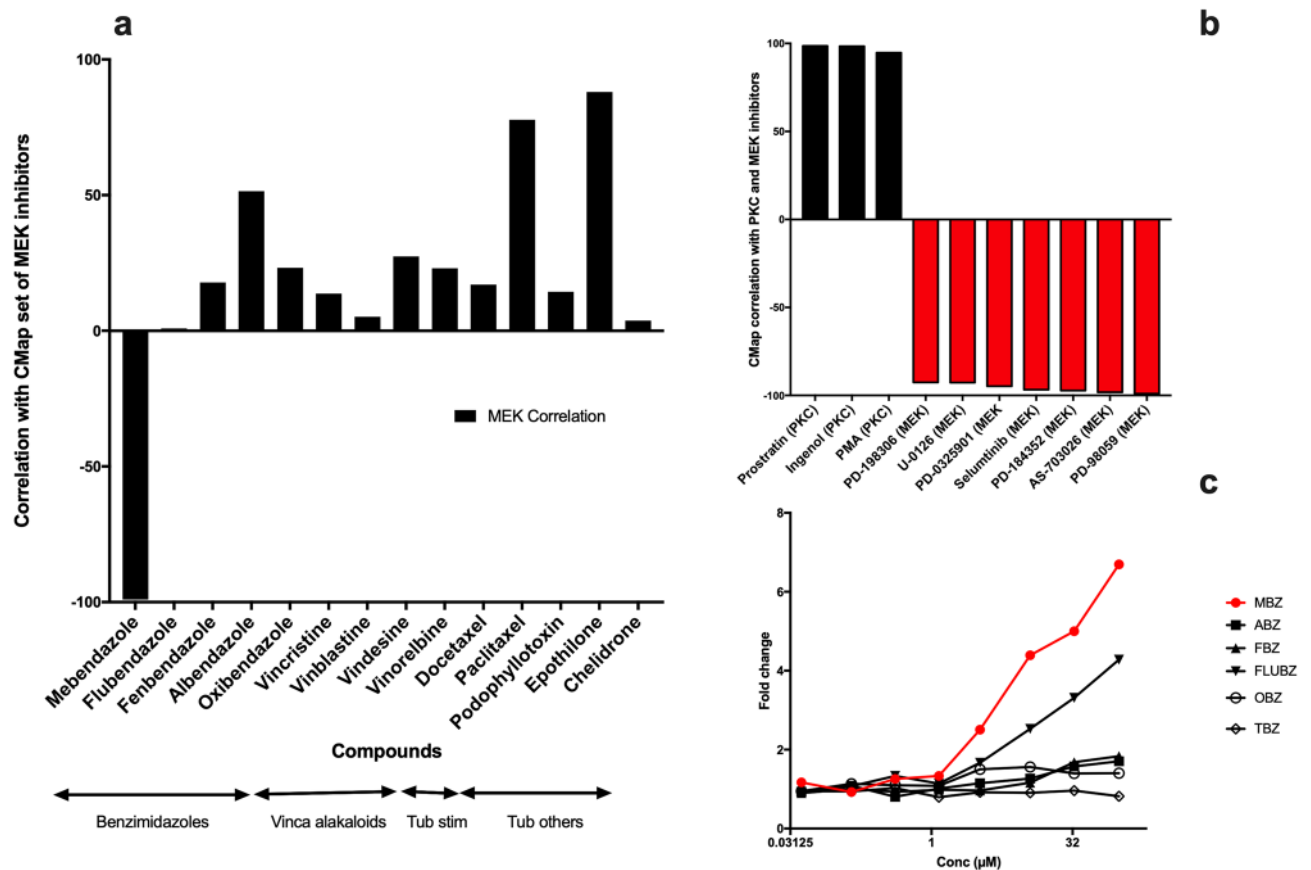 a
Correlation with CMap set of MEK inhibitors
100
50
0
-50
-100
MEK Correlation
Mebendazole
Flubendazole
Fenbendazole
Albendazole
Oxibendazole
Vincristine
Vinblastine
Vindesine
Vinorelbine
Docetaxel
Paclitaxel
Podophyllotoxin
Epothilone
Chelidrone
Compounds
Benzimidazoles
Vinca alakaloids
Tub stim
Tub others
b
CMap correlation with PKC and MEK inhibitors
100
50
0
-50
-100
Prostratin (PKC)
Ingenol (PKC)
PMA (PKC)
PD-198306 (MEK)
U-0126 (MEK)
PD-0325901 (MEK
Selumtinib (MEK)
PD-184352 (MEK)
AS-703026 (MEK)
PD-98059 (MEK)
c
Fold change
8
6
4
2
0
0.03125
1
32
Conc (µM)
MBZ
ABZ
FBZ
FLUBZ
OBZ
TBZ